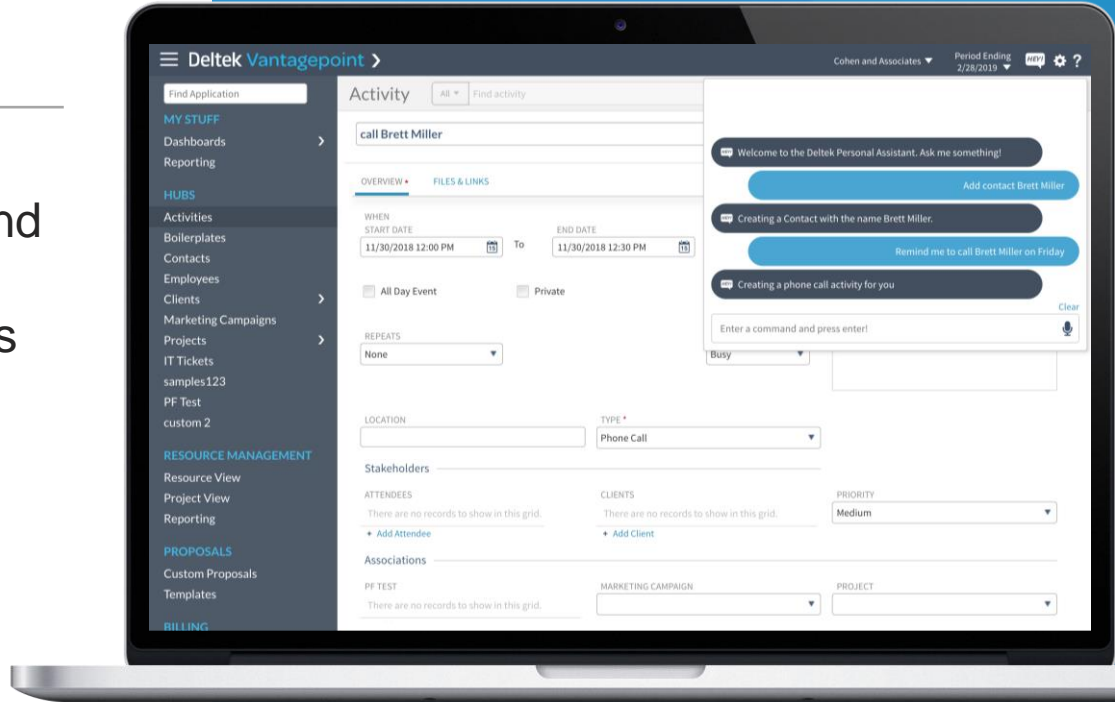 nd
s
Deltek Vantagepoint
Cohen and Associates
Period Ending
2/28/2019
HEY!
?
Find Application
MY STUFF
Dashboards
Reporting
HUBS
Activities
Boilerplates
Contacts
Employees
Clients
Marketing Campaigns
Projects
IT Tickets
samples123
PF Test
custom 2
RESOURCE MANAGEMENT
Resource View
Project View
Reporting
PROPOSALS
Custom Proposals
Templates
BILLING
Activity
All
Find activity
call Brett Miller
OVERVIEW
FILES & LINKS
WHEN
START DATE
END DATE
11/30/2018 12:00 PM
15
To
11/30/2018 12:30 PM
15
All Day Event
Private
REPEATS
None
Busy
LOCATION
TYPE *
Phone Call
Stakeholders
ATTENDEES
CLIENTS
PRIORITY
There are no records to show in this grid.
There are no records to show in this grid.
Medium
+ Add Attendee
+ Add Client
Associations
PF TEST
MARKETING CAMPAIGN
PROJECT
There are no records to show in this grid.
HEY! Welcome to the Deltek Personal Assistant. Ask me something!
Add contact Brett Miller
HEY! Creating a Contact with the name Brett Miller.
Remind me to call Brett Miller on Friday
HEY! Creating a phone call activity for you
Clear
Enter a command and press enter!